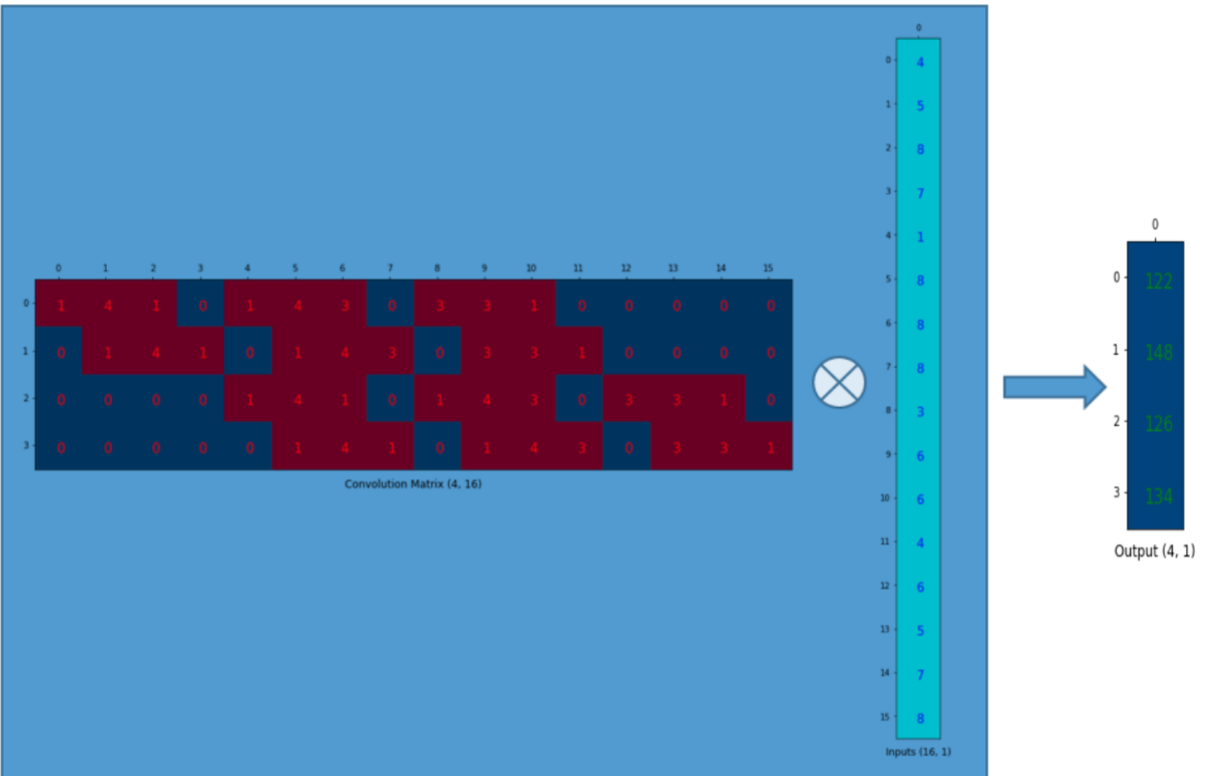 0 1 2 3 4 5 6 7 8 9 10 11 12 13 14 15
0 1 4 1 0 1 4 3 0 3 3 1 0 0 0 0 0
1 0 1 4 1 0 1 4 3 0 3 3 1 0 0 0 0
2 0 0 0 0 1 4 1 0 1 4 3 0 3 3 1 0
3 0 0 0 0 0 1 4 1 0 1 4 3 0 3 3 1
Convolution Matrix (4, 16)
0
0 4
1 5
2 8
3 7
4 1
5 8
6 8
7 8
8 3
9 6
10 6
11 4
12 6
13 5
14 7
15 8
Inputs (16, 1)
0
0 122
1 148
2 126
3 134
Output (4, 1)